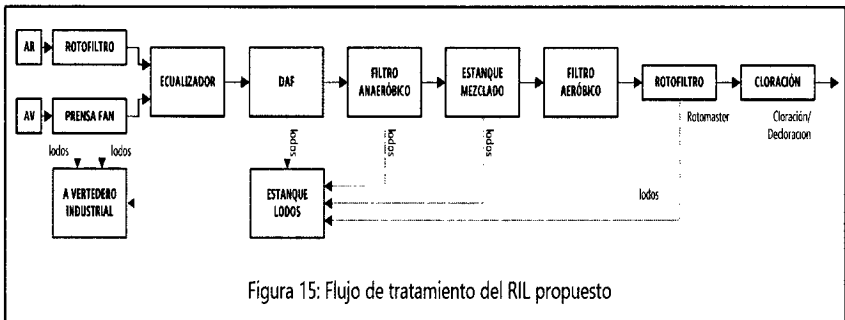 AR
ROTOFILTRO
AV
PRENSA FAN
ECUALIZADOR
DAF
FILTRO
ANAERÓBICO
ESTANQUE
MEZCLADO
FILTRO
AERÓBICO
ROTOFILTRO
CLORACIÓN
Rotomaster
Cloración/
Decloracion
lodos
lodos
lodos
lodos
lodos
lodos
A VERTEDERO
INDUSTRIAL
ESTANQUE
LODOS
Figura 15: Flujo de tratamiento del RIL propuesto